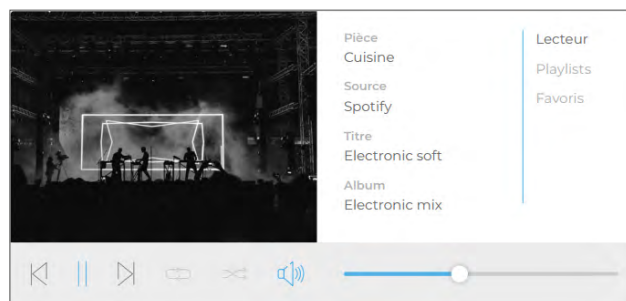 Pièce
Cuisine
Source
Spotify
Titre
Electronic soft
Album
Electronic mix
Lecteur
Playlists
Favoris